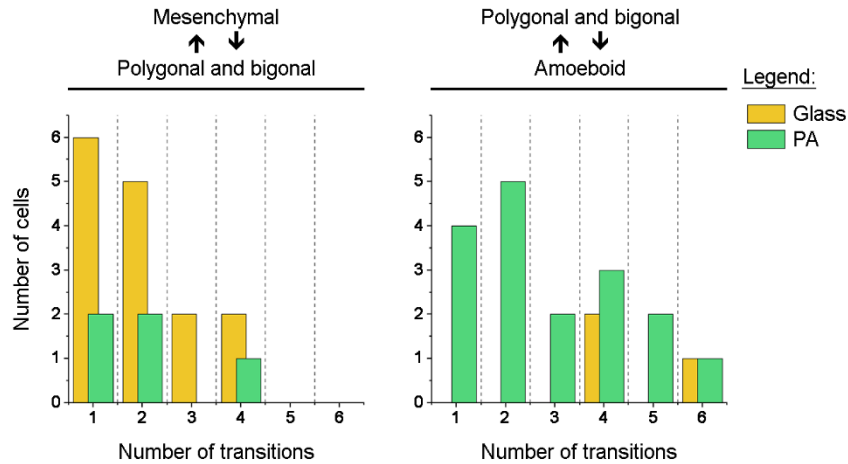 Mesenchymal
Polygonal and bigonal
Number of cells
6
5
4
3
2
1
0
1 2 3 4 5 6
Number of transitions
Polygonal and bigonal
Amoeboid
6
5
4
3
2
1
0
1 2 3 4 5 6
Number of transitions
Legend:
Glass
PA